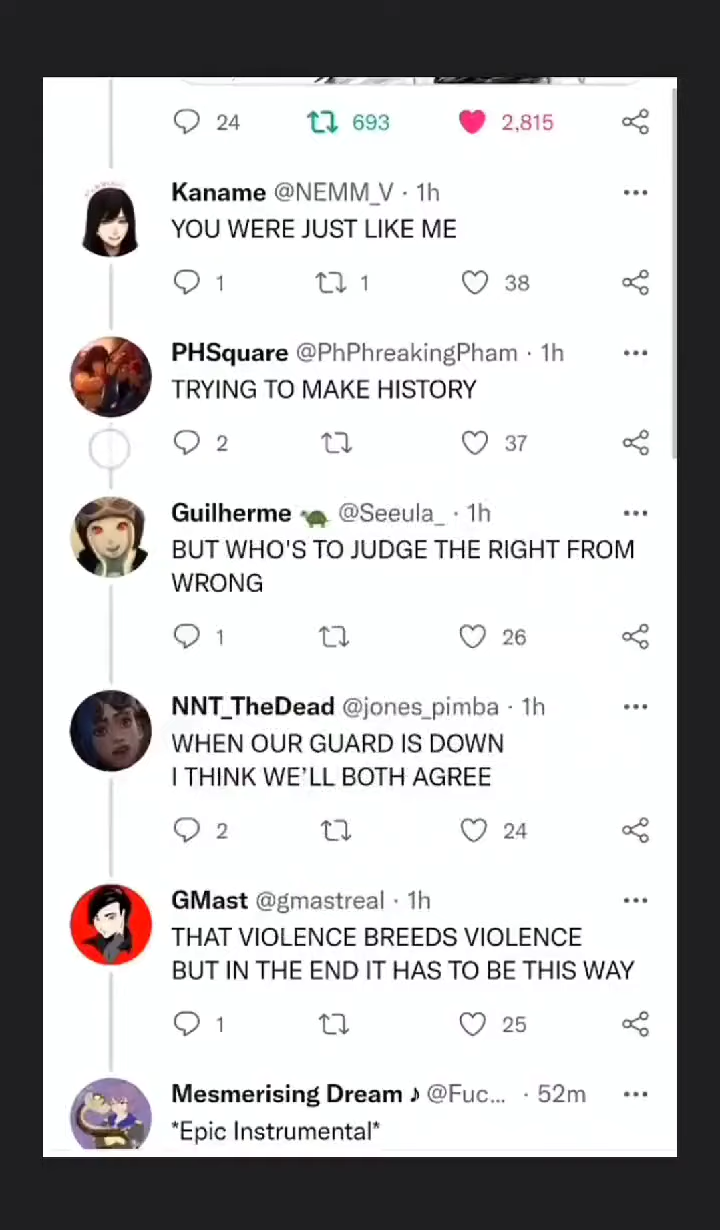 24 693 2,815
Kaname @NEMM_V · 1h
YOU WERE JUST LIKE ME
1 1 38
PHSquare @PhPhreakingPham · 1h
TRYING TO MAKE HISTORY
2 37
Guilherme 🐢 @Seeula_ · 1h
BUT WHO'S TO JUDGE THE RIGHT FROM
WRONG
1 26
NNT_TheDead @jones_pimba · 1h
WHEN OUR GUARD IS DOWN
I THINK WE’LL BOTH AGREE
2 24
GMast @gmastreal · 1h
THAT VIOLENCE BREEDS VIOLENCE
BUT IN THE END IT HAS TO BE THIS WAY
1 25
Mesmerising Dream ♪ @Fuc... · 52m
*Epic Instrumental*